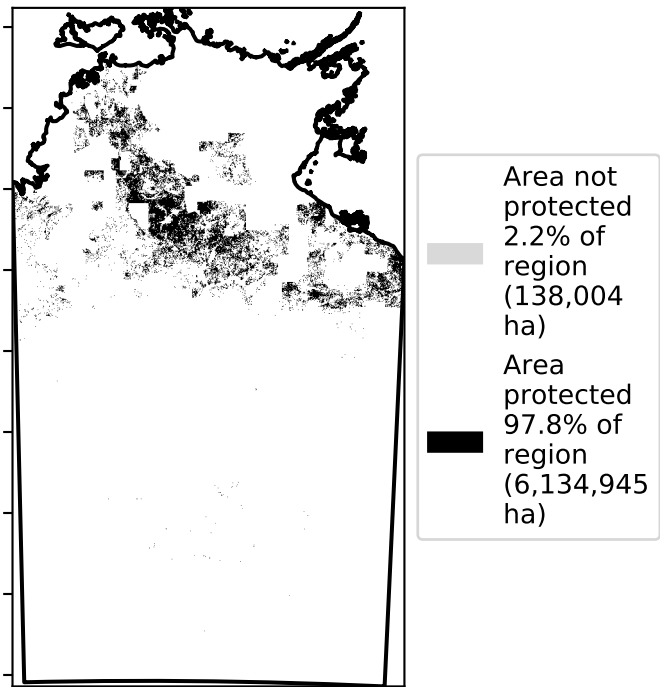 Area not
protected
2.2% of
region
(138,004
ha)
Area
protected
97.8% of
region
(6,134,945
ha)